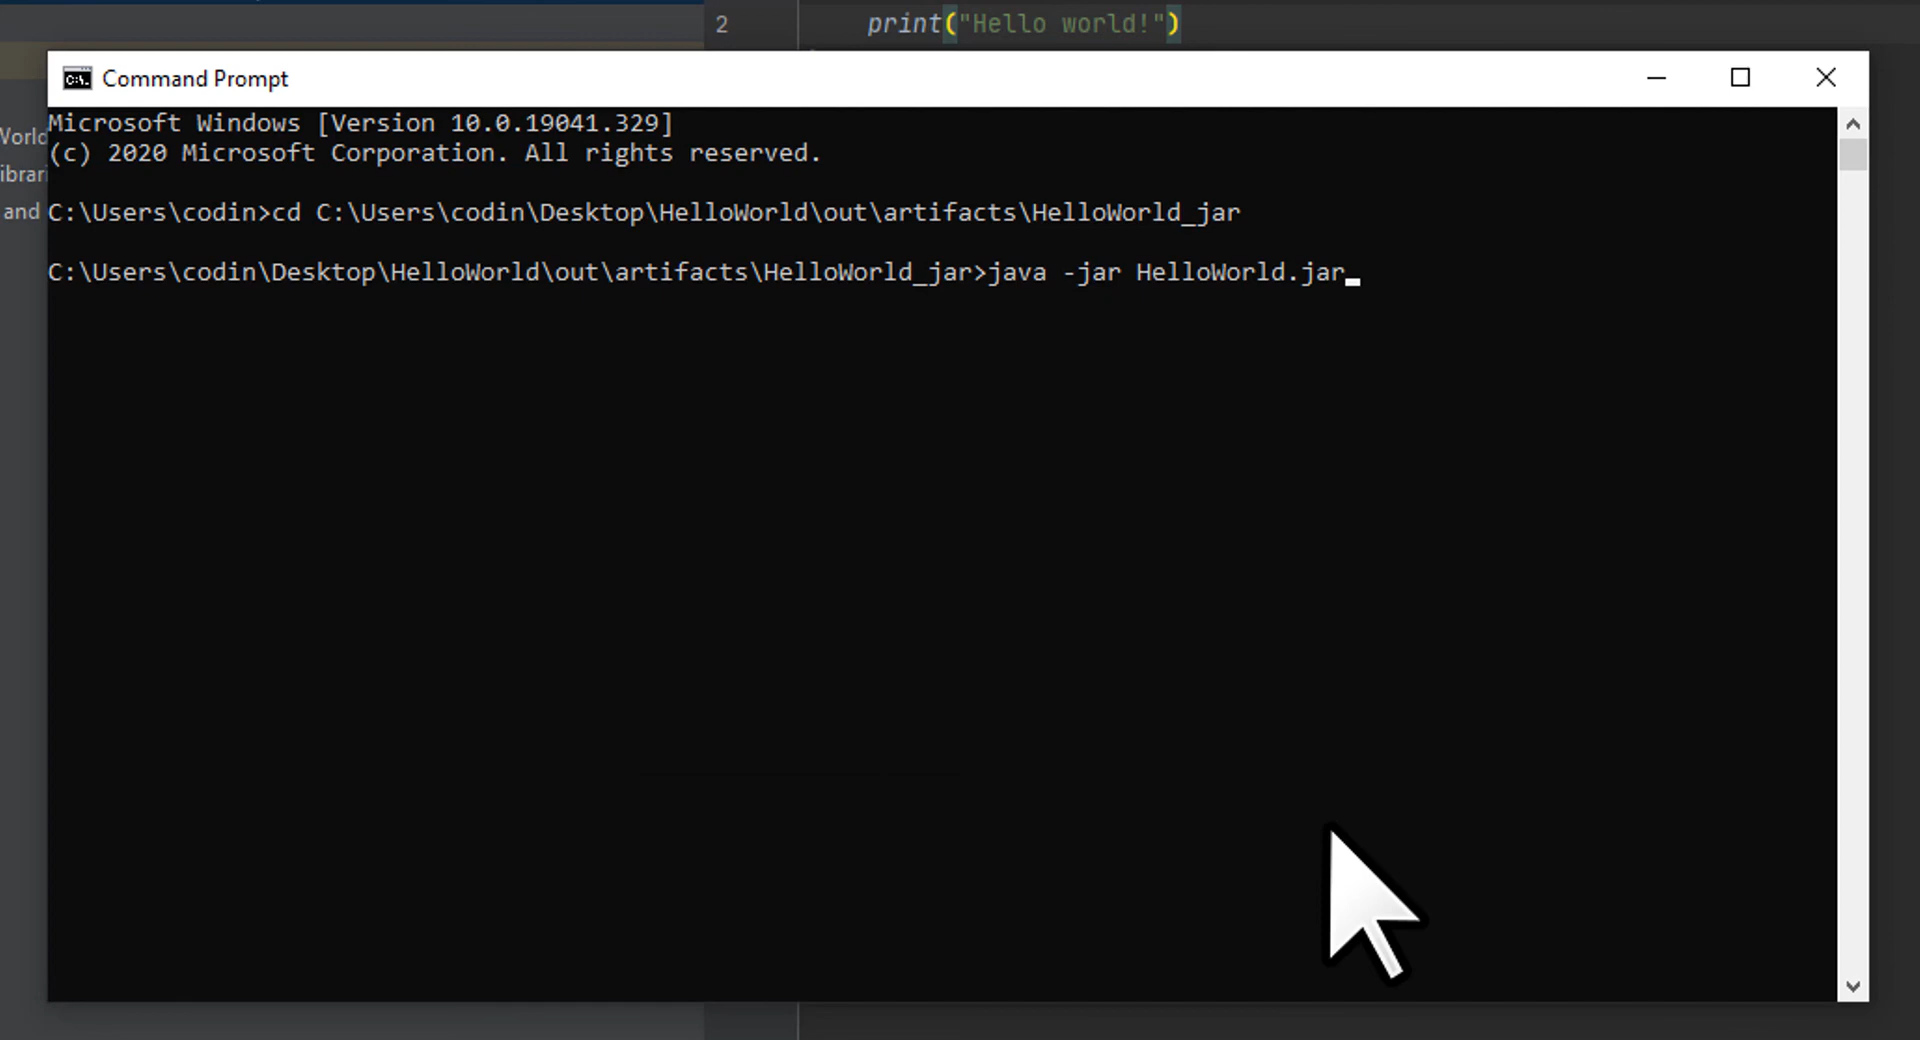 2 print("Hello world!")
Command Prompt
Microsoft Windows [Version 10.0.19041.329]
(c) 2020 Microsoft Corporation. All rights reserved.
C:\Users\codin>cd C:\Users\codin\Desktop\HelloWorld\out\artifacts\HelloWorld_jar
and
C:\Users\codin\Desktop\HelloWorld\out\artifacts\HelloWorld_jar>java -jar HelloWorld.jar